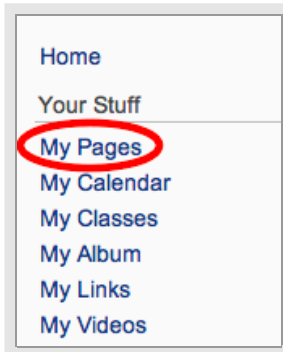 Home
Your Stuff
My Pages
My Calendar
My Classes
My Album
My Links
My Videos